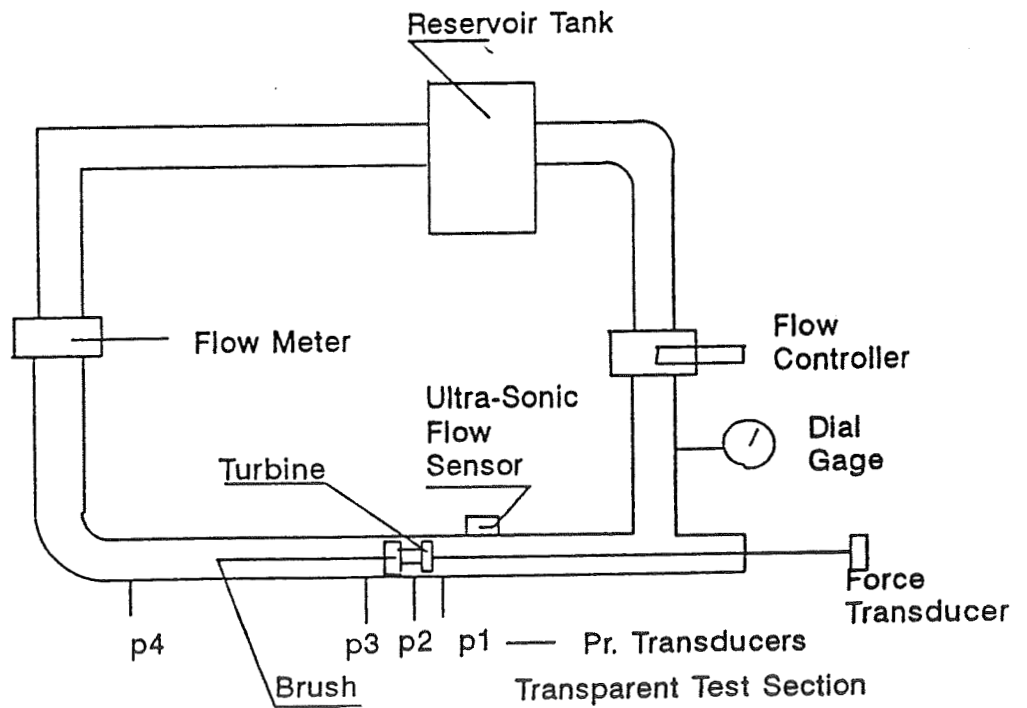 Reservoir Tank
Flow Meter
Flow
Controller
Ultra-Sonic
Flow
Sensor
Dial
Gage
Turbine
Force
Transducer
p4
p3
p2
p1
Pr. Transducers
Brush
Transparent Test Section